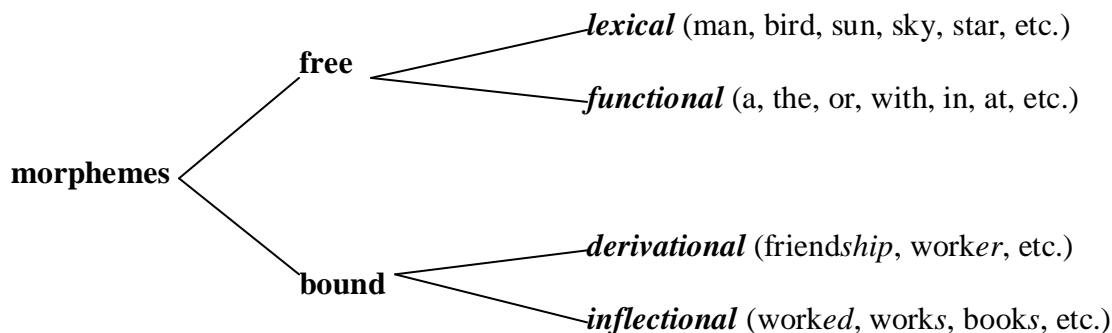 lexical (man, bird, sun, sky, star, etc.)
free
functional (a, the, or, with, in, at, etc.)
morphemes
derivational (friendship, worker, etc.)
bound
inflectional (worked, works, books, etc.)